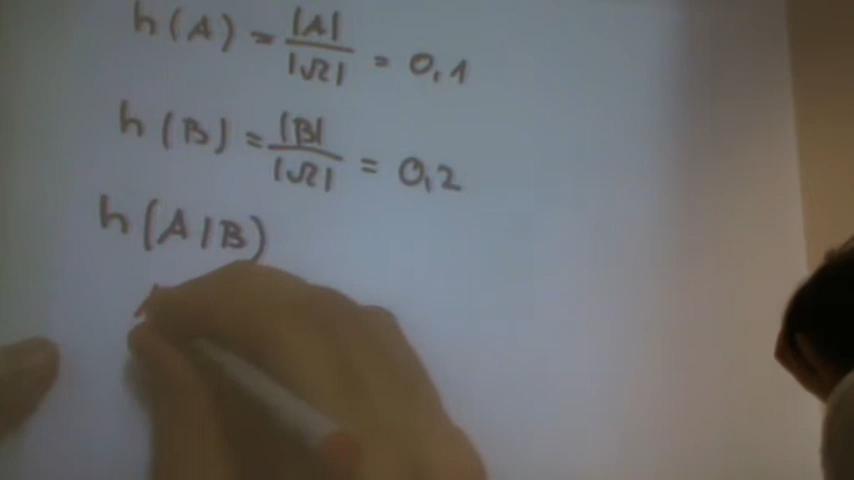 h(A) = |A| / |Ω| = 0,1
h(B) = |B| / |Ω| = 0,2
h(A|B)